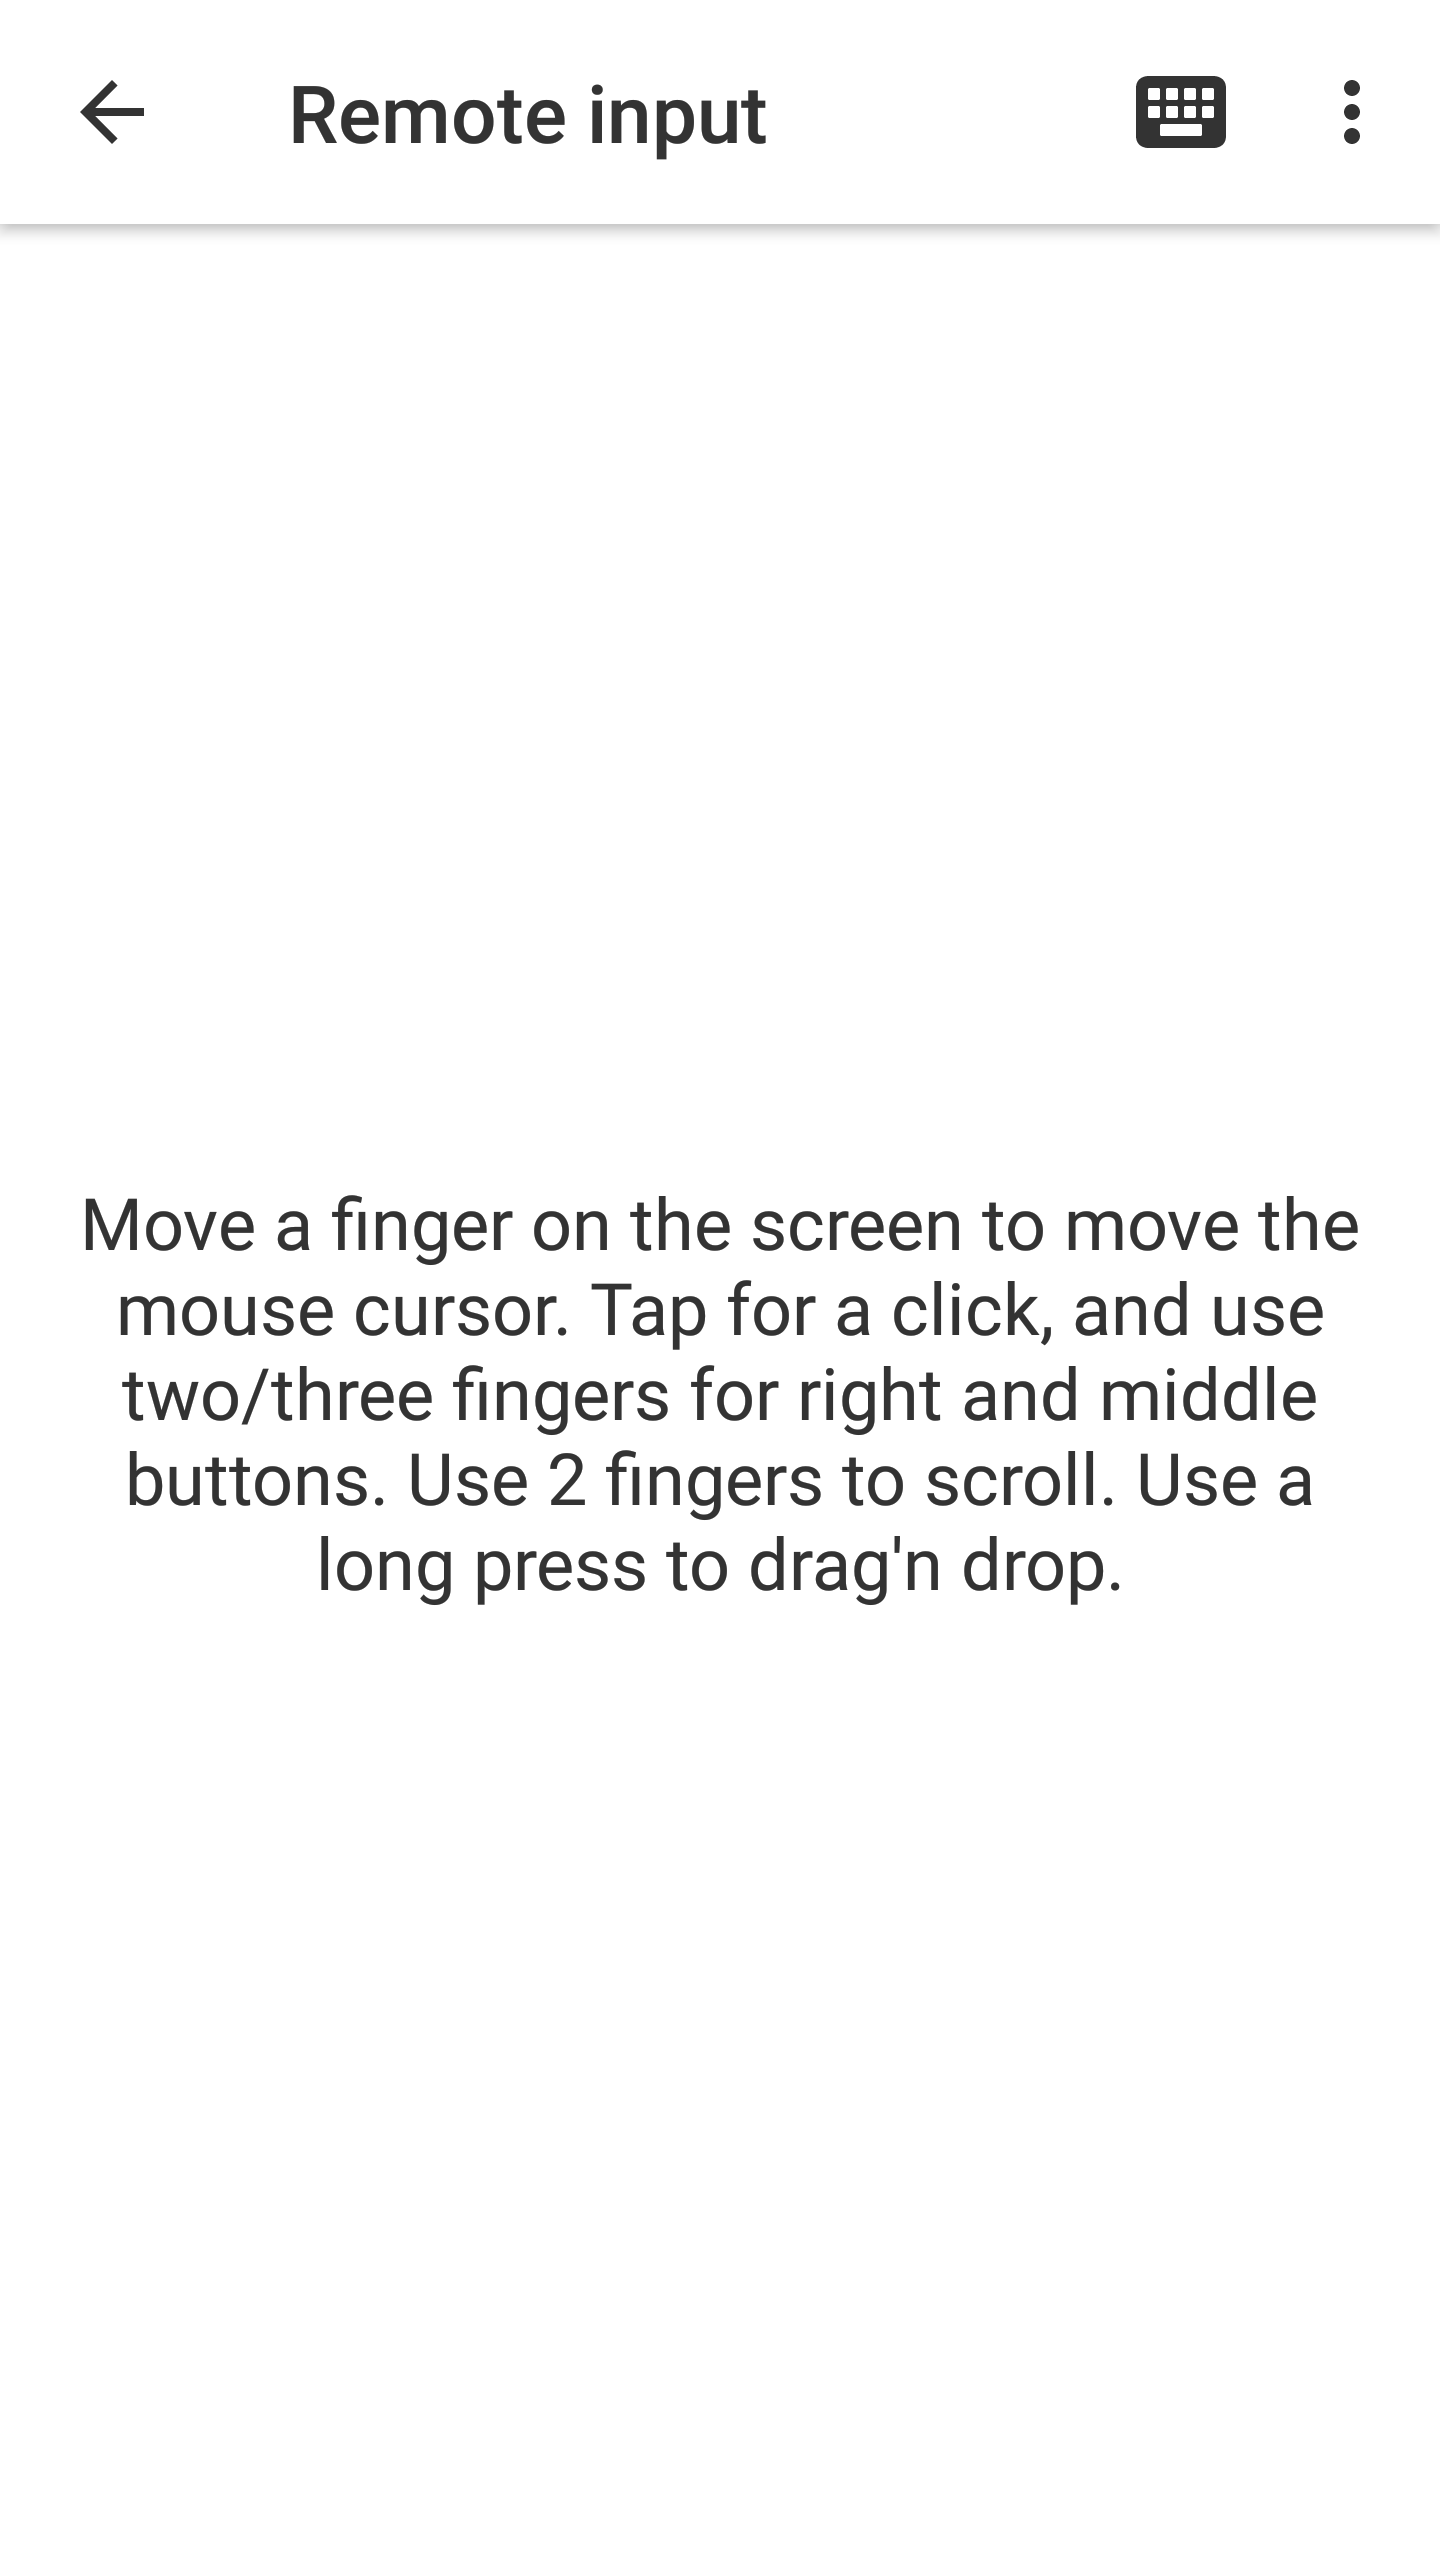 Remote input
Move a finger on the screen to move the
mouse cursor. Tap for a click, and use
two/three fingers for right and middle
buttons. Use 2 fingers to scroll. Use a
long press to drag'n drop.